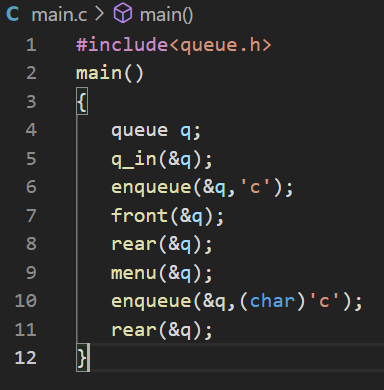 C main.c > main()
1 #include<queue.h>
2 main()
3 {
4 queue q;
5 q_in(&q);
6 enqueue(&q,'c');
7 front(&q);
8 rear(&q);
9 menu(&q);
10 enqueue(&q,(char)'c');
11 rear(&q);
12 }